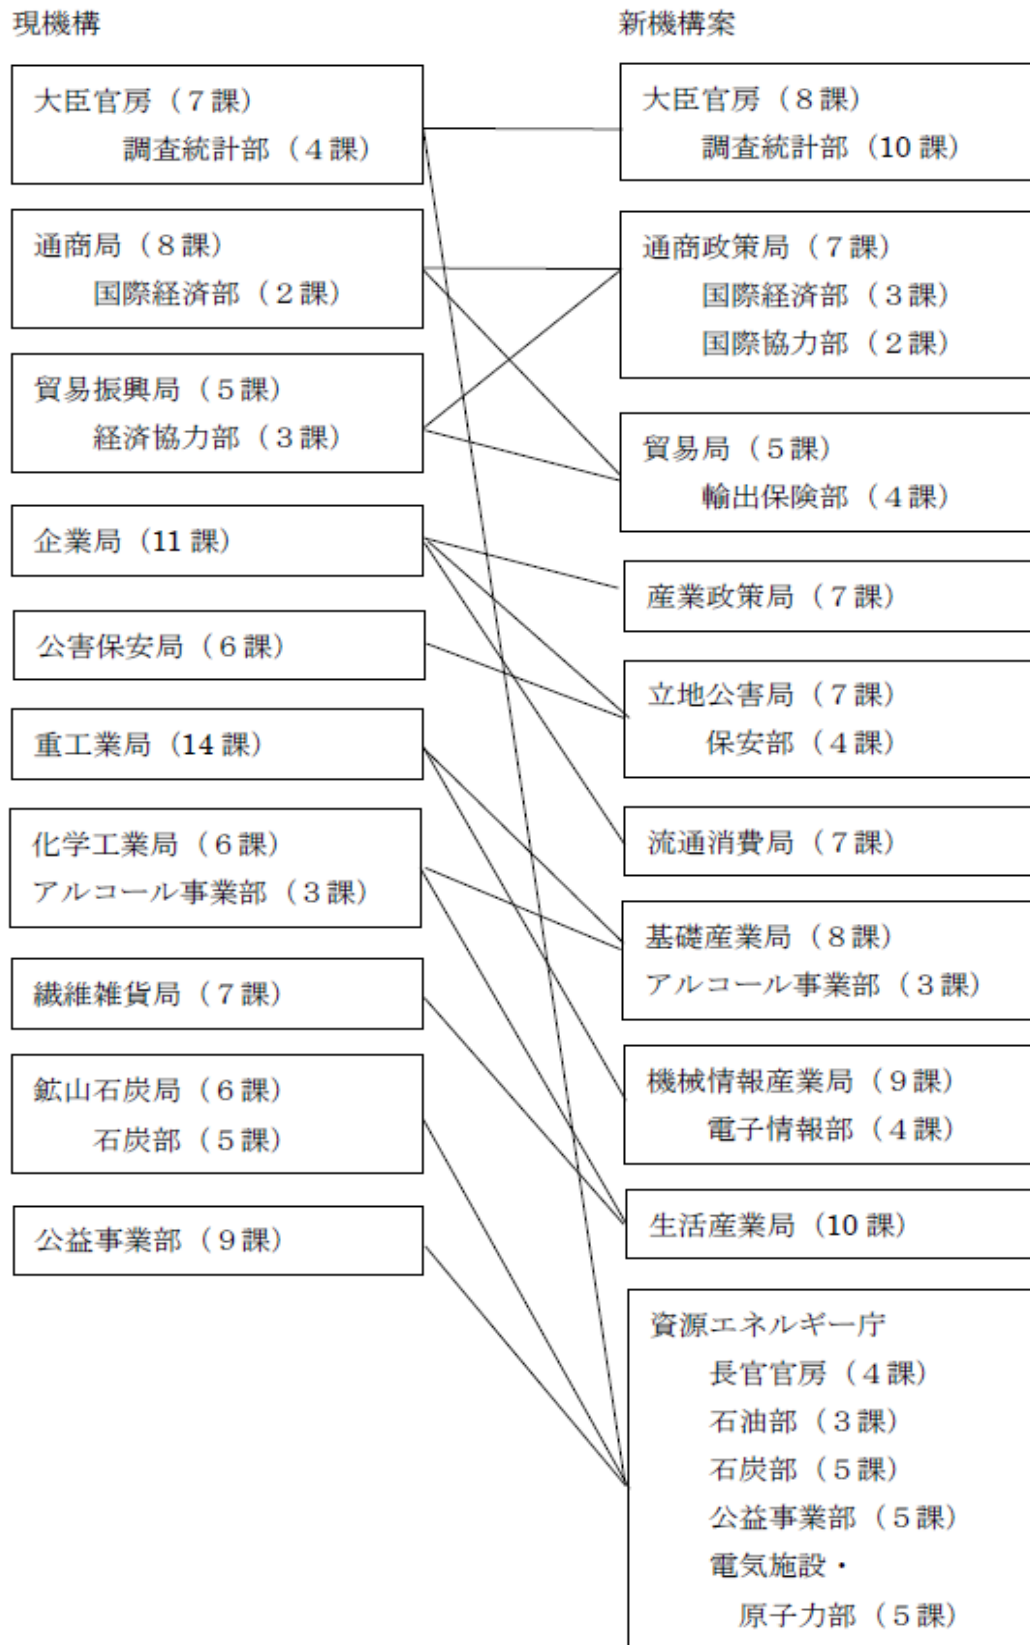 現機構
大臣官房（７課）
調査統計部（４課）
通商局（８課）
国際経済部（２課）
貿易振興局（５課）
経済協力部（３課）
企業局（11 課）
公害保安局（６課）
重工業局（14 課）
化学工業局（６課）
アルコール事業部（３課）
繊維雑貨局（７課）
鉱山石炭局（６課）
石炭部（５課）
公益事業部（９課）
新機構案
大臣官房（８課）
調査統計部（10 課）
通商政策局（７課）
国際経済部（３課）
国際協力部（２課）
貿易局（５課）
輸出保険部（４課）
産業政策局（７課）
立地公害局（７課）
保安部（４課）
流通消費局（７課）
基礎産業局（８課）
アルコール事業部（３課）
機械情報産業局（９課）
電子情報部（４課）
生活産業局（10 課）
資源エネルギー庁
長官官房（４課）
石油部（３課）
石炭部（５課）
公益事業部（５課）
電気施設・
原子力部（５課）